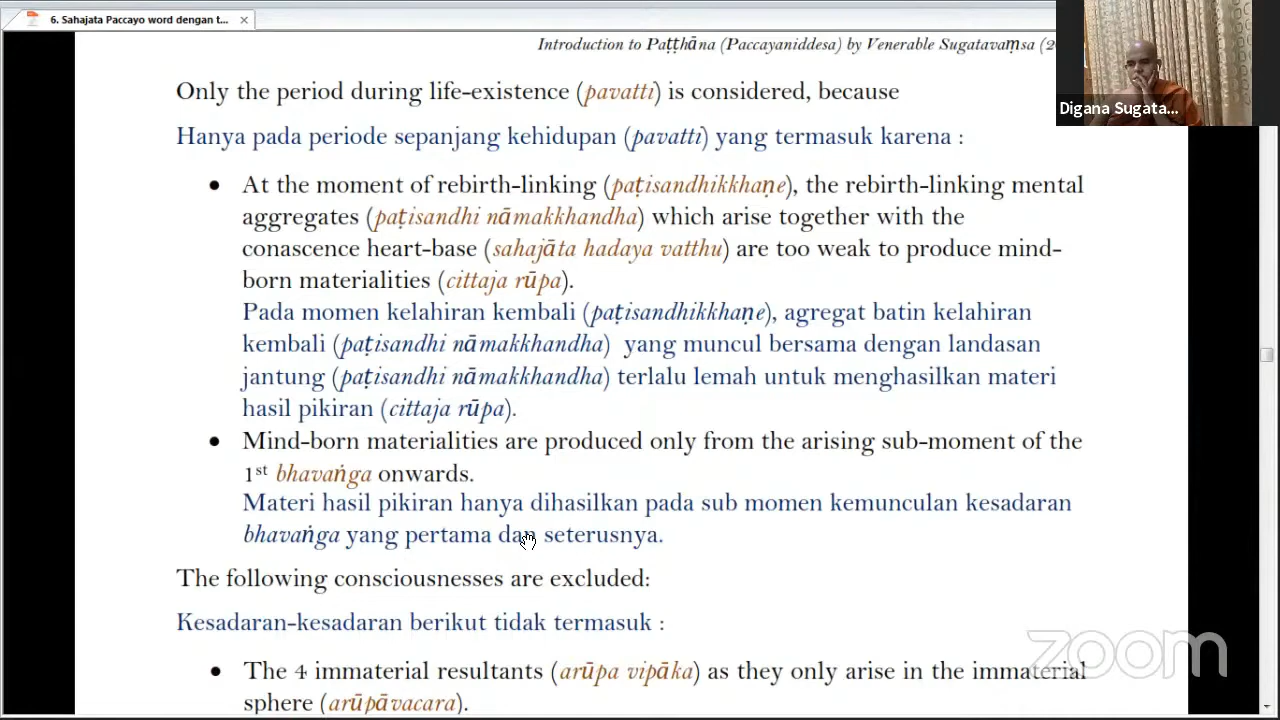 6. Sahajata Paccayo word dengan t...
Introduction to Paṭṭhāna (Paccayaniddesa) by Venerable Sugatavaṃsa (2
Digana Sugata...
Only the period during life-existence (pavatti) is considered, because
Hanya pada periode sepanjang kehidupan (pavatti) yang termasuk karena :
● At the moment of rebirth-linking (paṭisandhikkhaṇe), the rebirth-linking mental
aggregates (paṭisandhi nāmakkhandha) which arise together with the
conascence heart-base (sahajāta hadaya vatthu) are too weak to produce mind-
born materialities (cittaja rūpa).
Pada momen kelahiran kembali (paṭisandhikkhaṇe), agregat batin kelahiran
kembali (paṭisandhi nāmakkhandha) yang muncul bersama dengan landasan
jantung (paṭisandhi nāmakkhandha) terlalu lemah untuk menghasilkan materi
hasil pikiran (cittaja rūpa).
● Mind-born materialities are produced only from the arising sub-moment of the
1st bhavaṅga onwards.
Materi hasil pikiran hanya dihasilkan pada sub momen kemunculan kesadaran
bhavaṅga yang pertama dan seterusnya.
The following consciousnesses are excluded:
Kesadaran-kesadaran berikut tidak termasuk :
● The 4 immaterial resultants (arūpa vipāka) as they only arise in the immaterial
sphere (arūpāvacara).
zoom